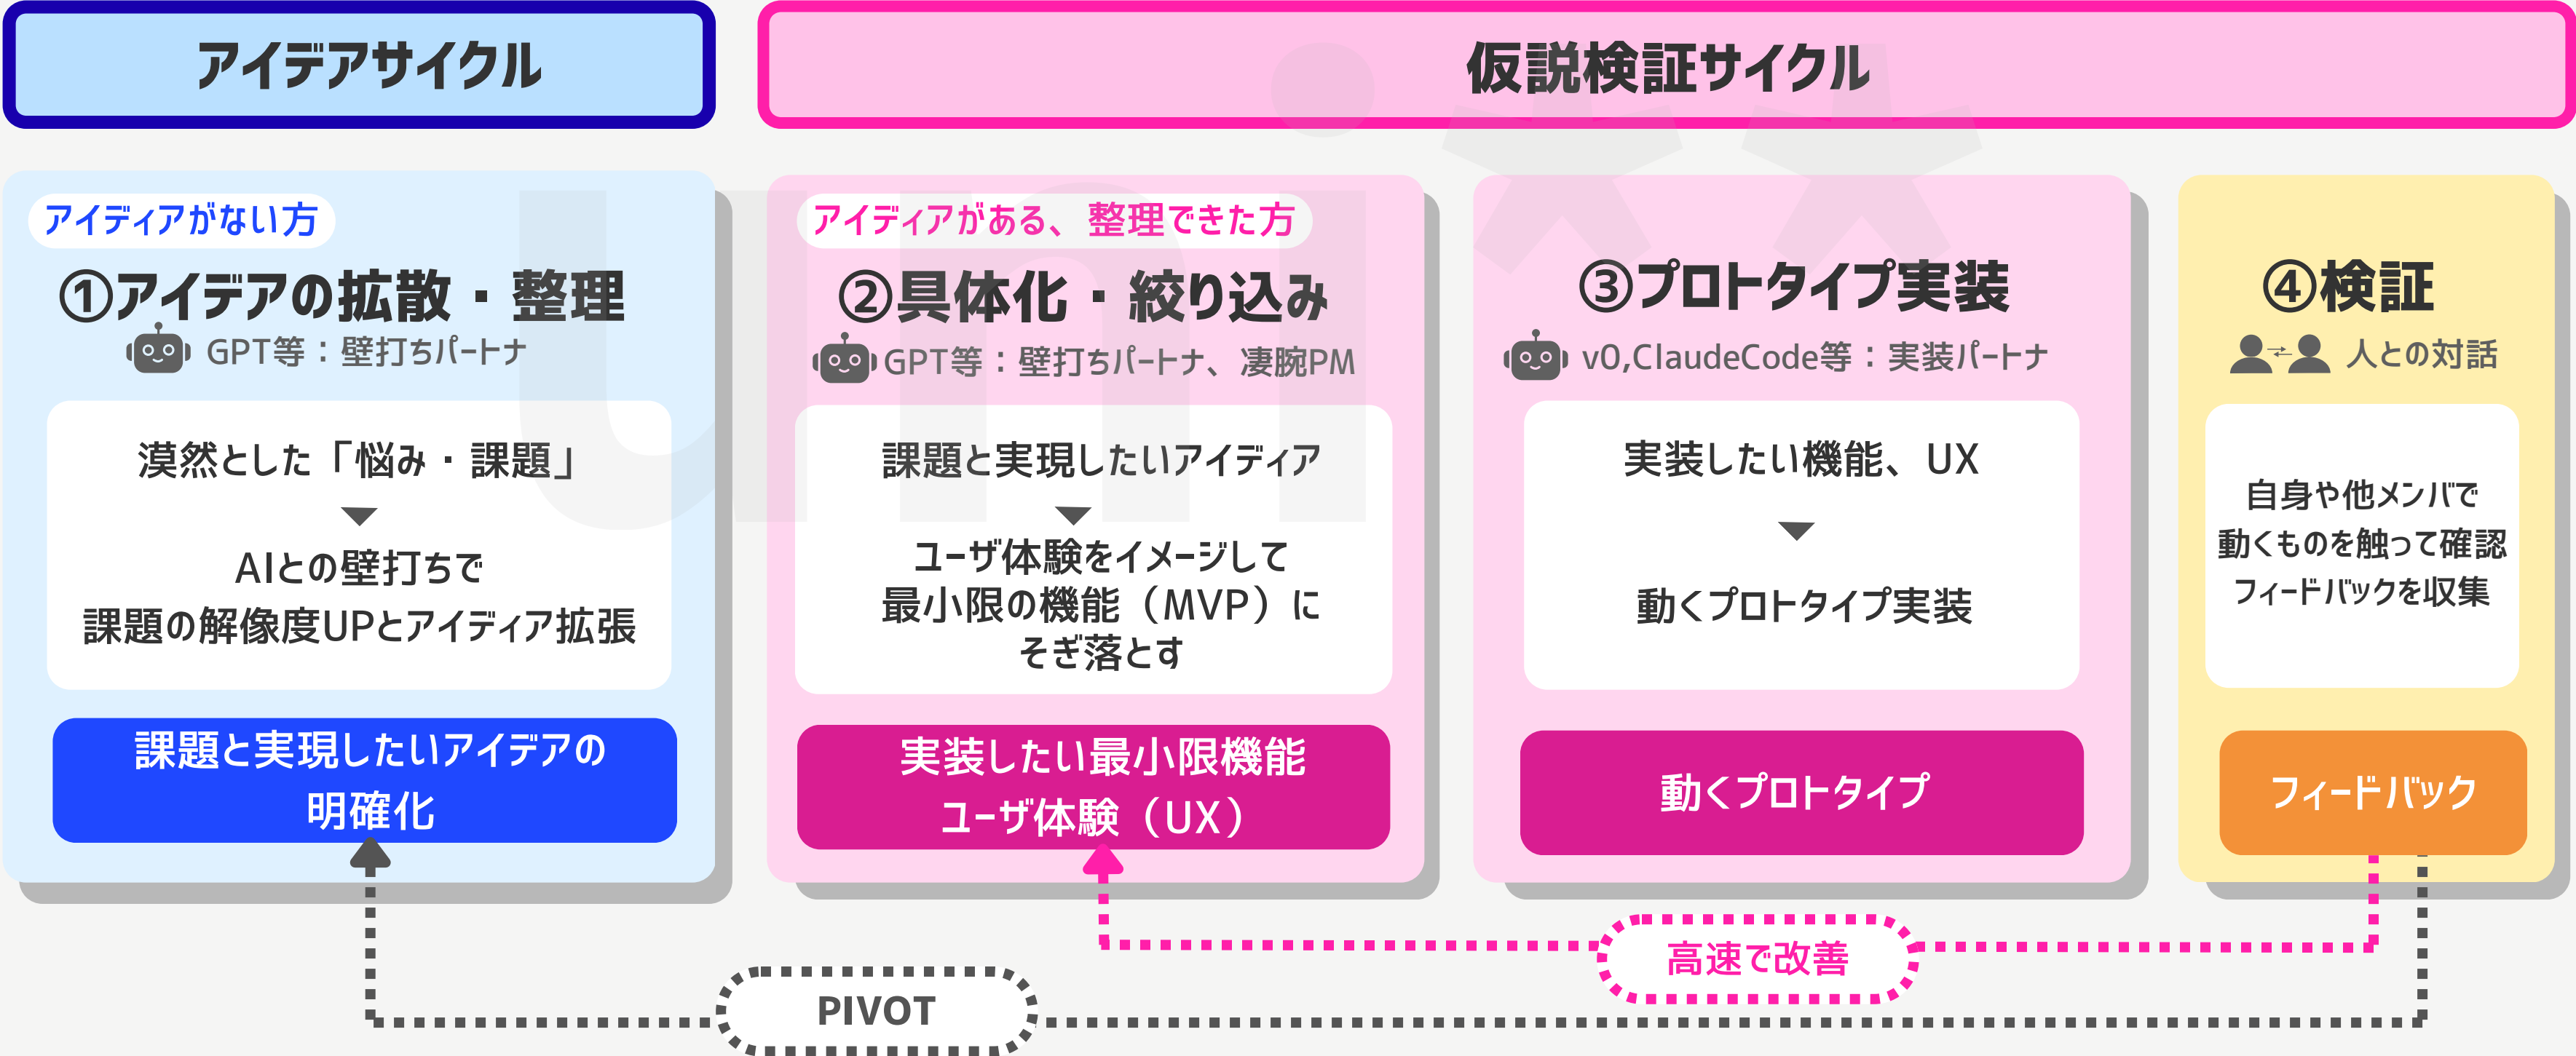 アイデアサイクル
仮説検証サイクル
アイディアがない方
①アイデアの拡散・整理
GPT等：壁打ちパートナ
漠然とした「悩み・課題」
AIとの壁打ちで
課題の解像度UPとアイディア拡張
課題と実現したいアイデアの
明確化
アイディアがある、整理できた方
②具体化・絞り込み
GPT等：壁打ちパートナ、凄腕PM
課題と実現したいアイディア
ユーザ体験をイメージして
最小限の機能（MVP）に
そぎ落とす
実装したい最小限機能
ユーザ体験（UX）
③プロトタイプ実装
v0,ClaudeCode等：実装パートナ
実装したい機能、UX
動くプロトタイプ実装
動くプロトタイプ
④検証
人との対話
自身や他メンバで
動くものを触って確認
フィードバックを収集
フィードバック
高速で改善
PIVOT
uni**